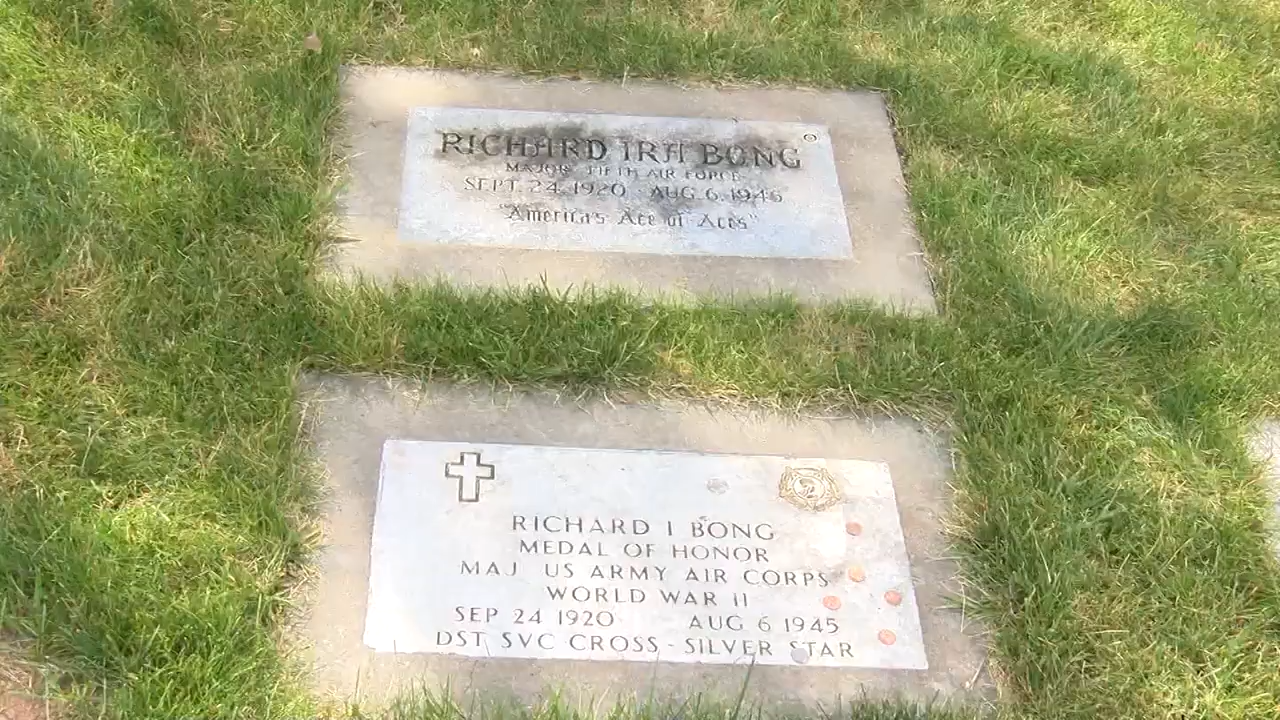 RICHARD IRA BONG
MAJOR FIFTH AIR FORCE
SEPT. 24, 1920 AUG. 6, 1945
"America's Ace of Aces"
RICHARD I BONG
MEDAL OF HONOR
MAJ US ARMY AIR CORPS
WORLD WAR II
SEP 24 1920 AUG 6 1945
DST SVC CROSS - SILVER STAR